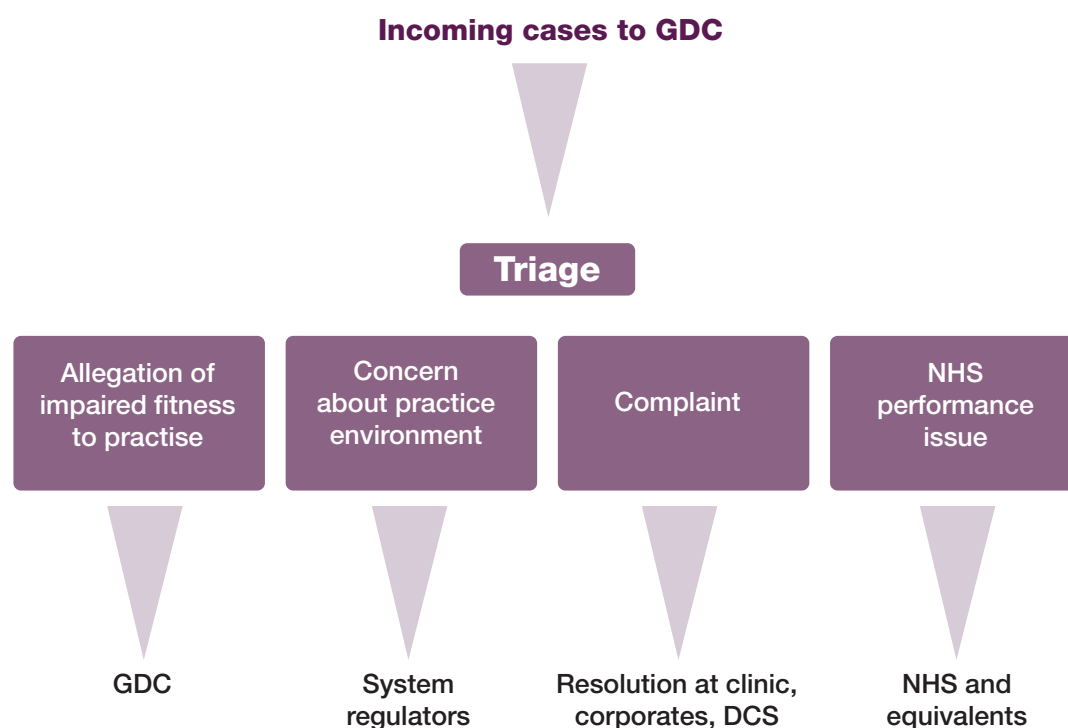 Incoming cases to GDC
Triage
Allegation of
impaired fitness
to practise
Concern
about practice
environment
Complaint
NHS
performance
issue
GDC
System
regulators
Resolution at clinic,
corporates, DCS
NHS and
equivalents